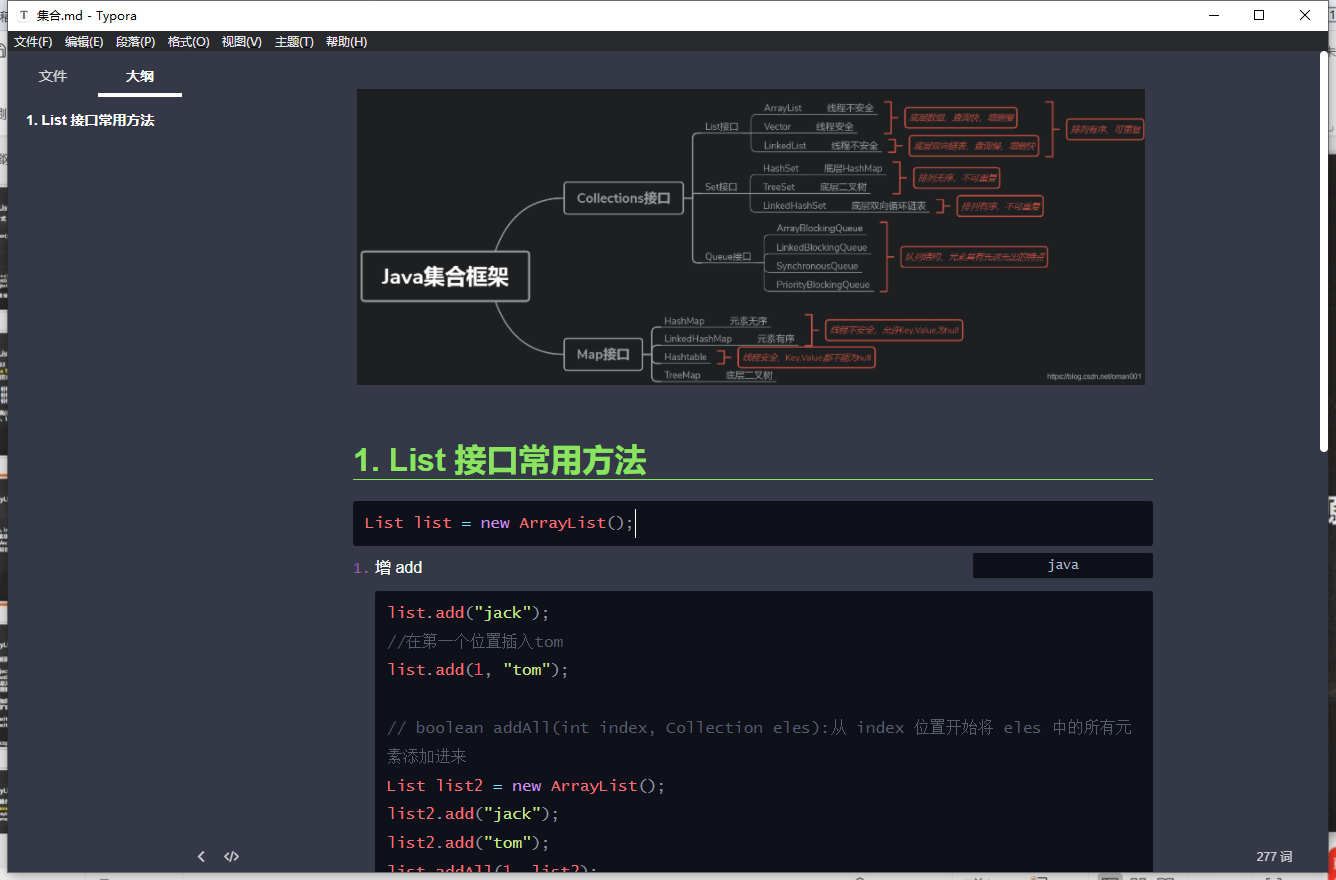 集合.md - Typora
文件(F) 编辑(E) 段落(P) 格式(O) 视图(V) 主题(T) 帮助(H)
文件 大纲
1. List 接口常用方法
Java集合框架
Collections接口
List接口
ArrayList 线程不安全
Vector 线程安全
底层数组，查询快，增删慢
LinkedList 线程不安全
底层双向链表，查询慢，增删快
排列有序，可重复
Set接口
HashSet 底层HashMap
TreeSet 底层二叉树
排列无序，不可重复
LinkedHashSet 底层双向循环链表
排列有序，不可重复
Queue接口
ArrayBlockingQueue
LinkedBlockingQueue
SynchronousQueue
PriorityBlockingQueue
队列结构，元素具有先进先出的特点
Map接口
HashMap 元素无序
LinkedHashMap 元素有序
线程不安全，允许Key,Value为null
Hashtable
线程安全，Key,Value都不能为null
TreeMap 底层二叉树
https://blog.csdn.net/oman001
1. List 接口常用方法
List list = new ArrayList();
1. 增 add
java
list.add("jack");
//在第一个位置插入tom
list.add(1, "tom");
// boolean addAll(int index, Collection eles):从 index 位置开始将 eles 中的所有元
素添加进来
List list2 = new ArrayList();
list2.add("jack");
list2.add("tom");
list.addAll(1, list2);
277 词